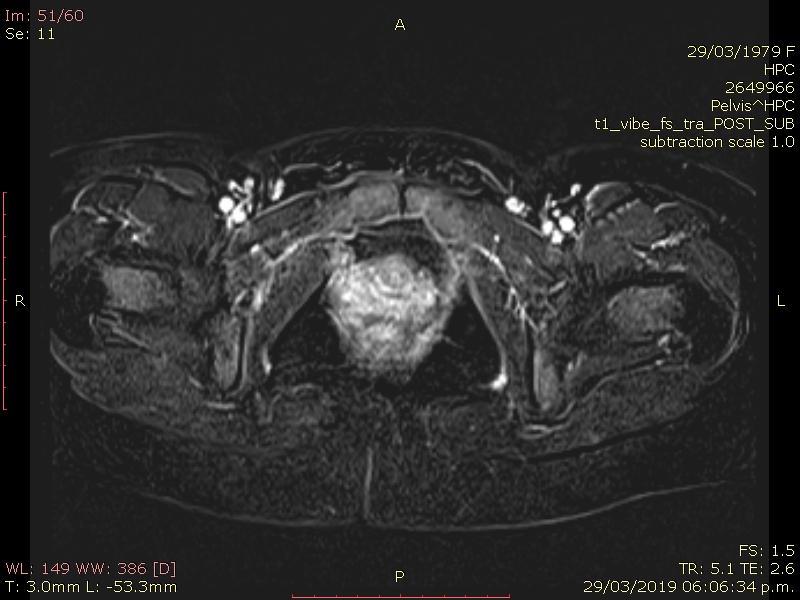 Im: 51/60
Se: 11
A
29/03/1979 F
HPC
2649966
Pelvis^HPC
t1_vibe_fs_tra_POST_SUB
subtraction scale 1.0
R
L
WL: 149 WW: 386 [D]
T: 3.0mm L: -53.3mm
P
FS: 1.5
TR: 5.1 TE: 2.6
29/03/2019 06:06:34 p.m.